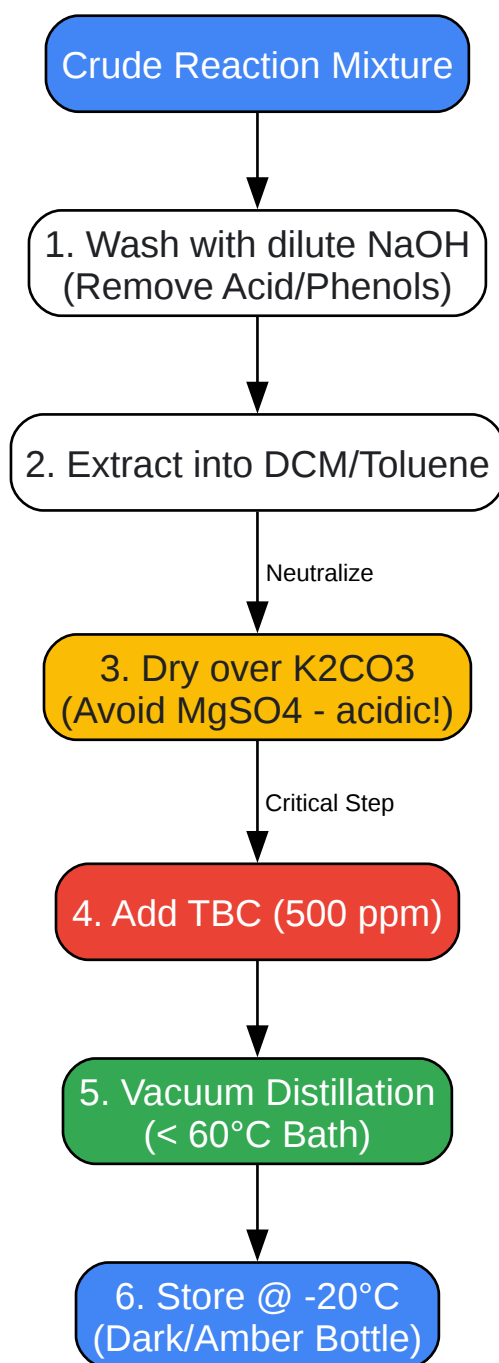 Crude Reaction Mixture
1. Wash with dilute NaOH
(Remove Acid/Phenols)
2. Extract into DCM/Toluene
Neutralize
3. Dry over K2CO3
(Avoid MgSO4 - acidic!)
Critical Step
4. Add TBC (500 ppm)
5. Vacuum Distillation
(< 60°C Bath)
6. Store @ -20°C
(Dark/Amber Bottle)